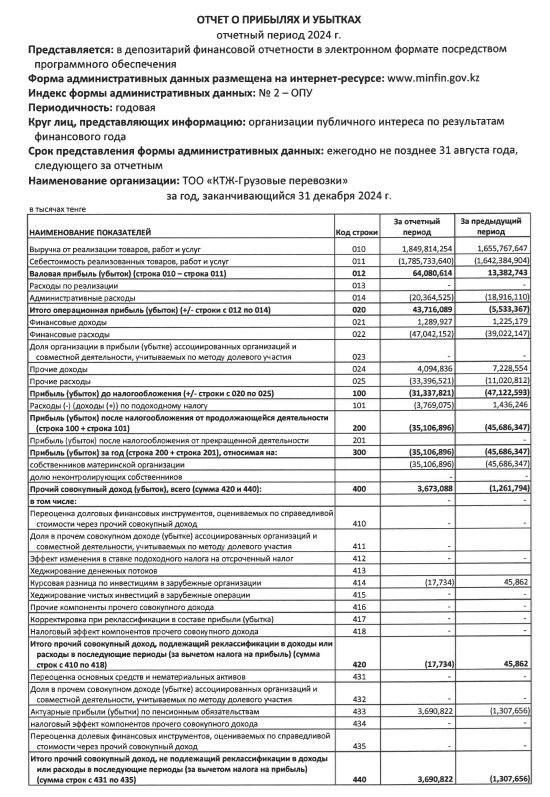 ОТЧЕТ О ПРИБЫЛЯХ И УБЫТКАХ
отчетный период 2024 г.
Представляется: в депозитарий финансовой отчетности в электронном формате посредством
программного обеспечения
Форма административных данных размещена на интернет-ресурсе: www.minfin.gov.kz
Индекс формы административных данных: № 2 – ОПУ
Периодичность: годовая
Круг лиц, представляющих информацию: организации публичного интереса по результатам
финансового года
Срок представления формы административных данных: ежегодно не позднее 31 августа года,
следующего за отчетным
Наименование организации: ТОО «КТЖ-Грузовые перевозки»
за год, заканчивающийся 31 декабря 2024 г.
в тысячах тенге
НАИМЕНОВАНИЕ ПОКАЗАТЕЛЕЙ Код строки За отчетный период За предыдущий период
Выручка от реализации товаров, работ и услуг 010 1,849,814,254 1,655,767,647
Себестоимость реализованных товаров, работ и услуг 011 (1,785,733,640) (1,642,384,904)
Валовая прибыль (убыток) (строка 010 – строка 011) 012 64,080,614 13,382,743
Расходы по реализации 013 - -
Административные расходы 014 (20,364,525) (18,916,110)
Итого операционная прибыль (убыток) (+/- строки с 012 по 014) 020 43,716,089 (5,533,367)
Финансовые доходы 021 1,289,927 1,225,179
Финансовые расходы 022 (47,042,152) (39,022,147)
Доля организации в прибыли (убытке) ассоциированных организаций и
совместной деятельности, учитываемых по методу долевого участия 023 - -
Прочие доходы 024 4,094,836 7,228,554
Прочие расходы 025 (33,396,521) (11,020,812)
Прибыль (убыток) до налогообложения (+/- строки с 020 по 025) 100 (31,337,821) (47,122,593)
Расходы (-) (доходы (+)) по подоходному налогу 101 (3,769,075) 1,436,246
Прибыль (убыток) после налогообложения от продолжающейся деятельности
(строка 100 + строка 101) 200 (35,106,896) (45,686,347)
Прибыль (убыток) после налогообложения от прекращенной деятельности 201 - -
Прибыль (убыток) за год (строка 200 + строка 201), относимая на: 300 (35,106,896) (45,686,347)
собственников материнской организации (35,106,896) (45,686,347)
долю неконтролирующих собственников - -
Прочий совокупный доход (убыток), всего (сумма 420 и 440): 400 3,673,088 (1,261,794)
в том числе: - -
Переоценка долговых финансовых инструментов, оцениваемых по справедливой
стоимости через прочий совокупный доход 410 - -
Доля в прочем совокупном доходе (убытке) ассоциированных организаций и
совместной деятельности, учитываемых по методу долевого участия 411 - -
Эффект изменения в ставке подоходного налога на отсроченный налог 412 - -
Хеджирование денежных потоков 413
Курсовая разница по инвестициям в зарубежные организации 414 (17,734) 45,862
Хеджирование чистых инвестиций в зарубежные операции 415 - -
Прочие компоненты прочего совокупного дохода 416 - -
Корректировка при реклассификации в составе прибыли (убытка) 417 - -
Налоговый эффект компонентов прочего совокупного дохода 418 - -
Итого прочий совокупный доход, подлежащий реклассификации в доходы или
расходы в последующие периоды (за вычетом налога на прибыль) (сумма
строк с 410 по 418) 420 (17,734) 45,862
Переоценка основных средств и нематериальных активов 431 - -
Доля в прочем совокупном доходе (убытке) ассоциированных организаций и
совместной деятельности, учитываемых по методу долевого участия 432 - -
Актуарные прибыли (убытки) по пенсионным обязательствам 433 3,690,822 (1,307,656)
налоговый эффект компонентов прочего совокупного дохода 434 - -
Переоценка долевых финансовых инструментов, оцениваемых по справедливой
стоимости через прочий совокупный доход 435 - -
Итого прочий совокупный доход, не подлежащий реклассификации в доходы
или расходы в последующие периоды (за вычетом налога на прибыль)
(сумма строк с 431 по 435) 440 3,690,822 (1,307,656)